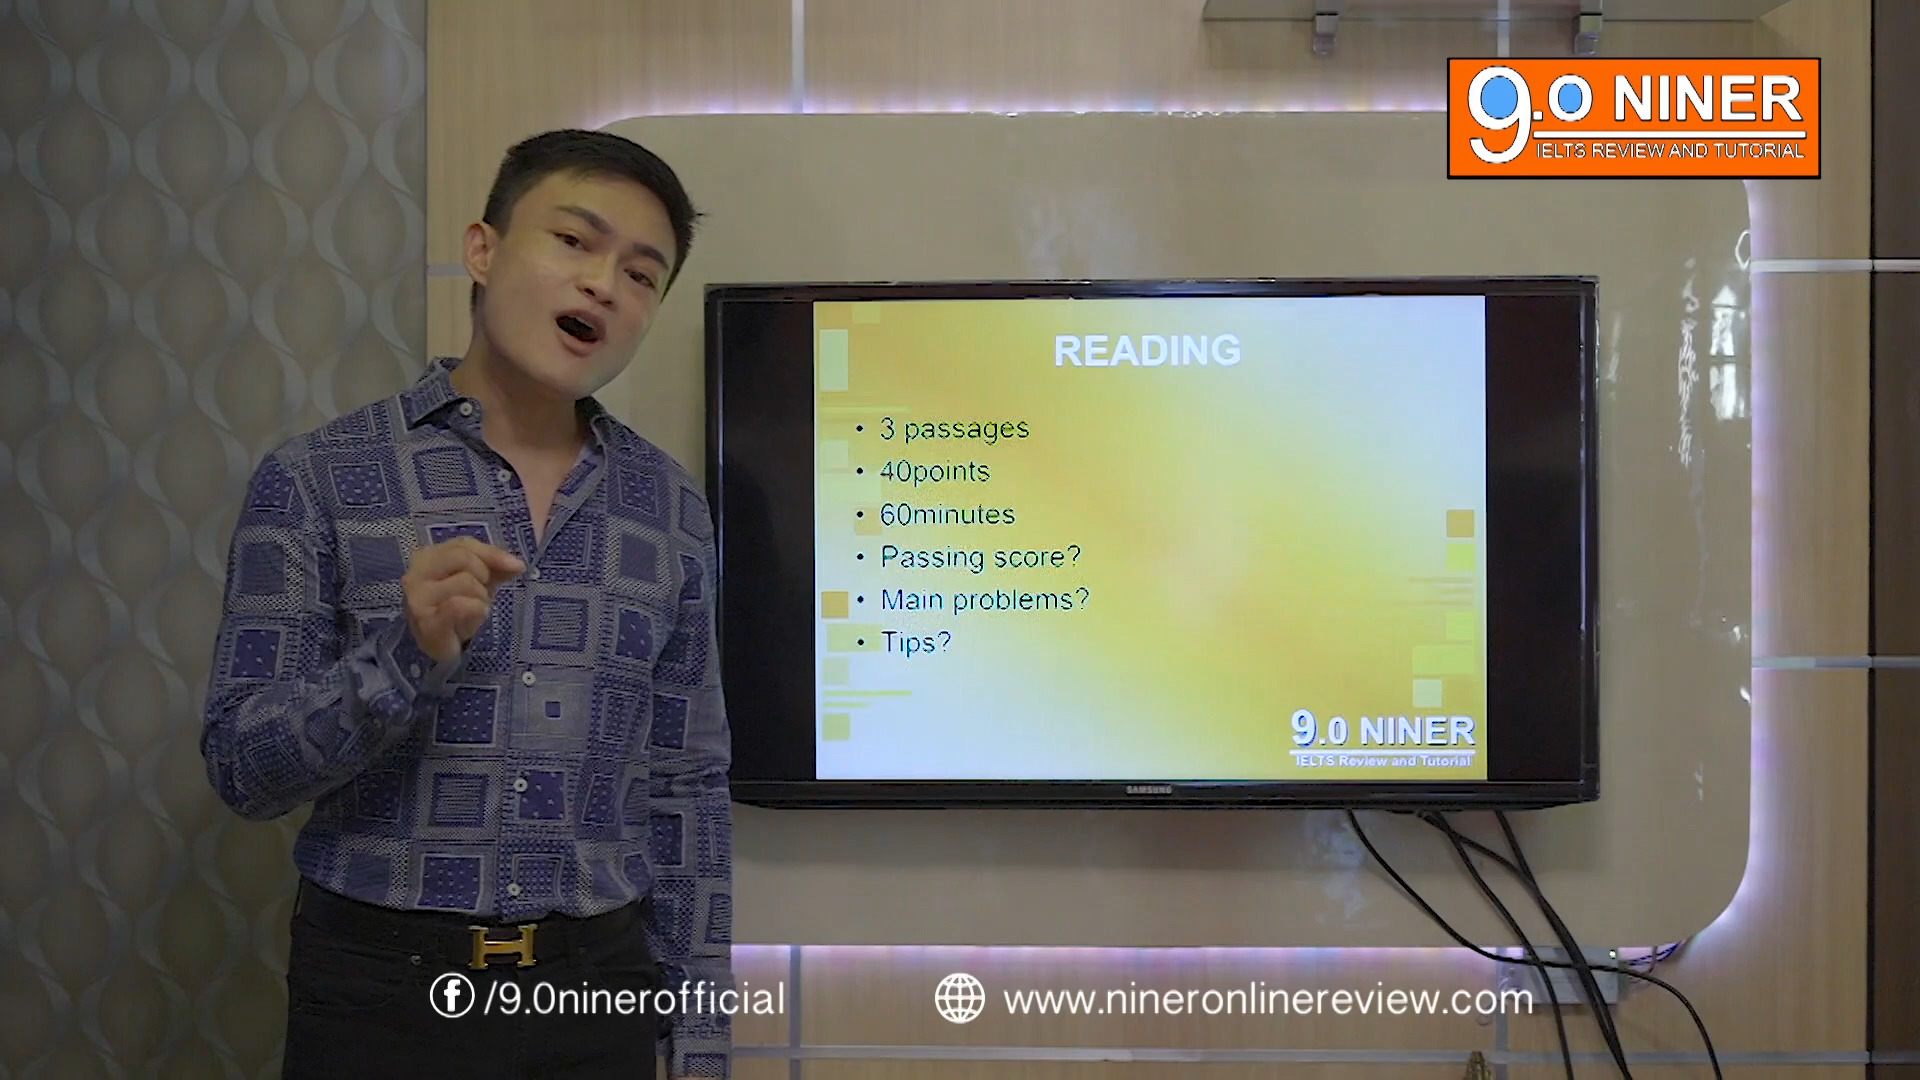 9.0 NINER
IELTS REVIEW AND TUTORIAL
READING
• 3 passages
• 40points
• 60minutes
• Passing score?
• Main problems?
• Tips?
9.0 NINER
IELTS Review and Tutorial
SAMSUNG
/9.0ninerofficial
www.nineronlinereview.com